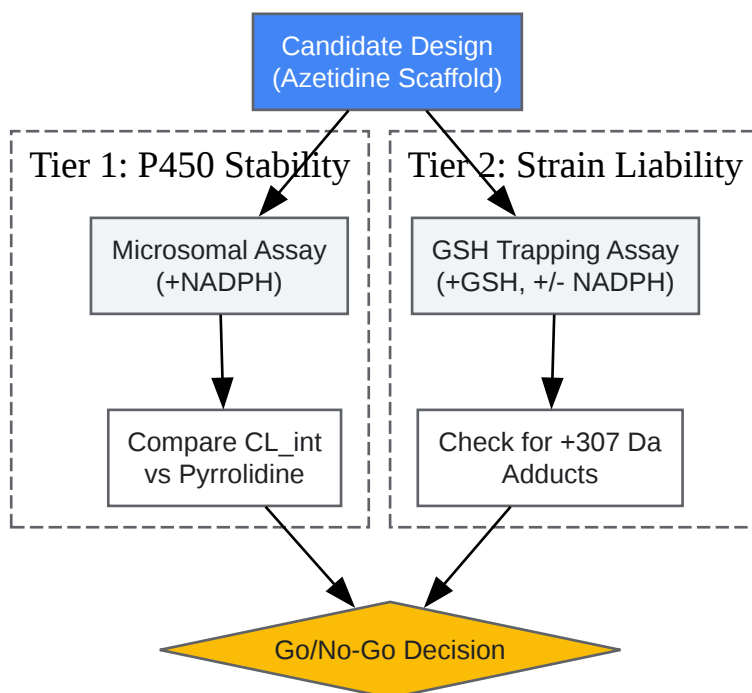 Candidate Design
(Azetidine Scaffold)
Tier 1: P450 Stability
Tier 2: Strain Liability
Microsomal Assay
(+NADPH)
GSH Trapping Assay
(+GSH, +/- NADPH)
Compare CL_int
vs Pyrrolidine
Check for +307 Da
Adducts
Go/No-Go Decision